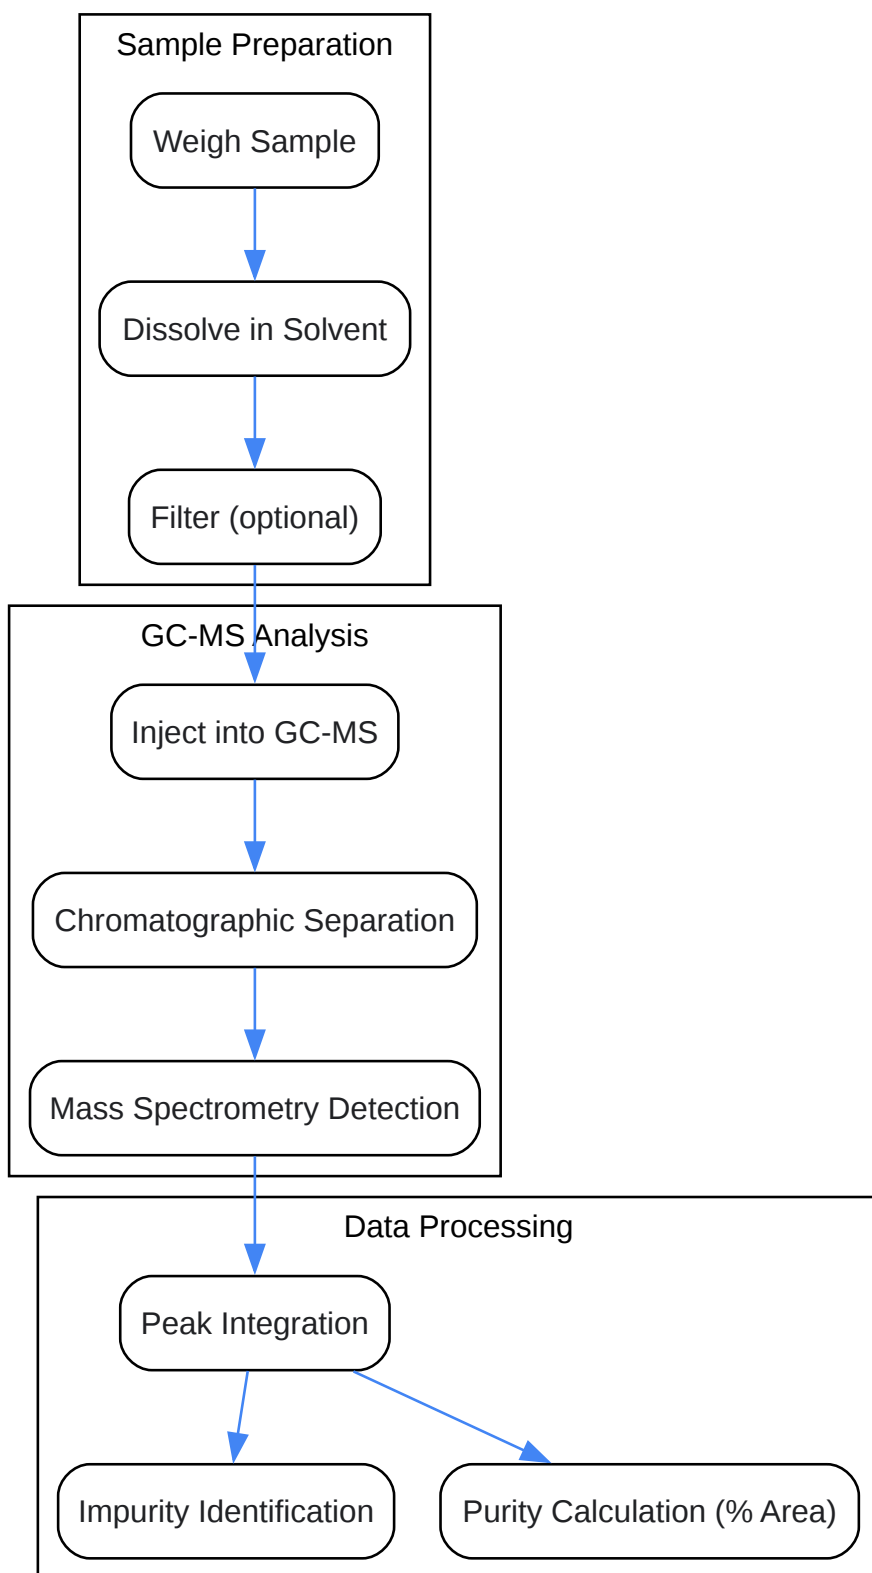 Sample Preparation
Weigh Sample
Dissolve in Solvent
Filter (optional)
GC-MS Analysis
Inject into GC-MS
Chromatographic Separation
Mass Spectrometry Detection
Data Processing
Peak Integration
Impurity Identification
Purity Calculation (% Area)